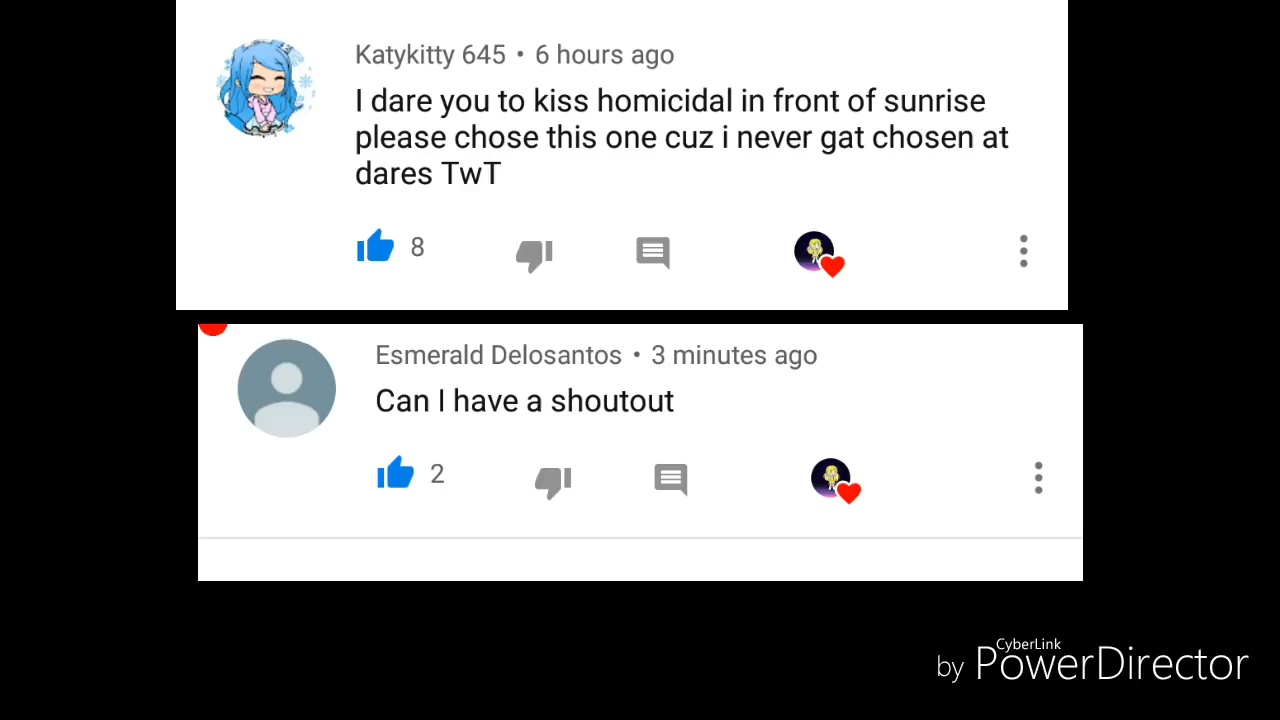 Katykitty 645 • 6 hours ago
I dare you to kiss homicidal in front of sunrise
please chose this one cuz i never gat chosen at
dares TwT
8
Esmerald Delosantos • 3 minutes ago
Can I have a shoutout
2
CyberLink
by PowerDirector